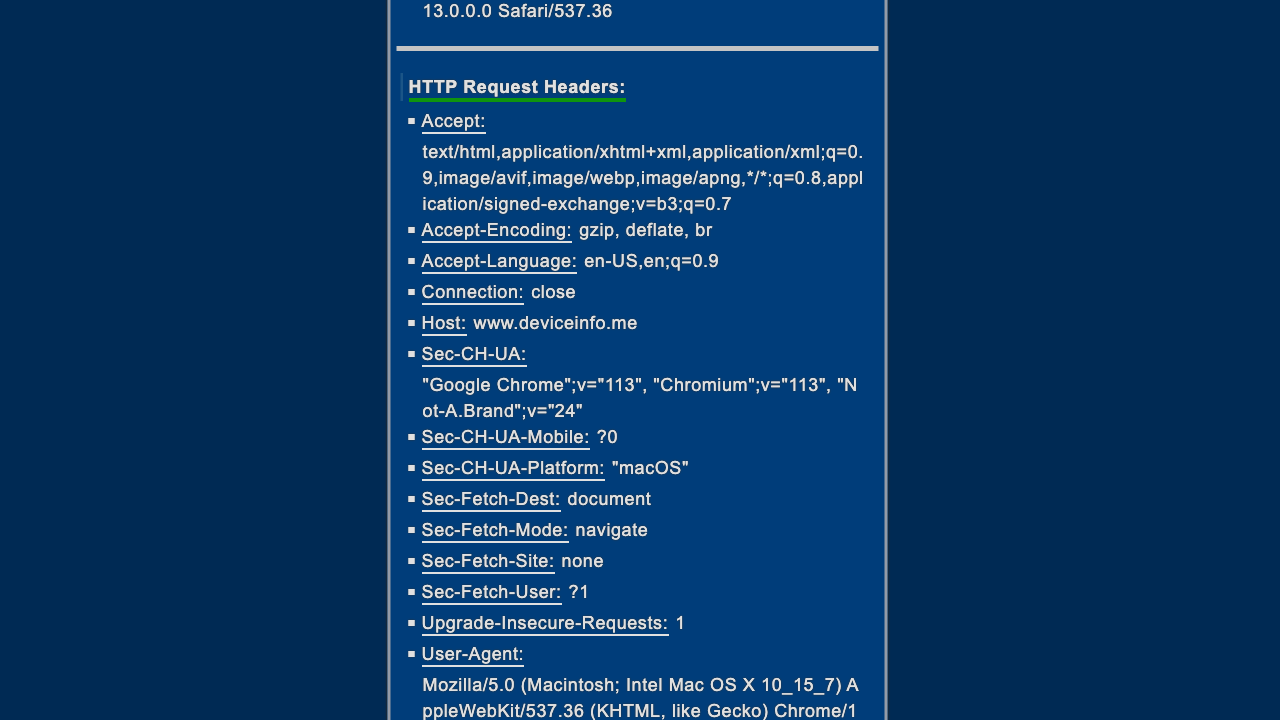 13.0.0.0 Safari/537.36
HTTP Request Headers:
Accept:
text/html,application/xhtml+xml,application/xml;q=0.
9,image/avif,image/webp,image/apng,*/*;q=0.8,appl
ication/signed-exchange;v=b3;q=0.7
Accept-Encoding: gzip, deflate, br
Accept-Language: en-US,en;q=0.9
Connection: close
Host: www.deviceinfo.me
Sec-CH-UA:
"Google Chrome";v="113", "Chromium";v="113", "N
ot-A.Brand";v="24"
Sec-CH-UA-Mobile: ?0
Sec-CH-UA-Platform: "macOS"
Sec-Fetch-Dest: document
Sec-Fetch-Mode: navigate
Sec-Fetch-Site: none
Sec-Fetch-User: ?1
Upgrade-Insecure-Requests: 1
User-Agent:
Mozilla/5.0 (Macintosh; Intel Mac OS X 10_15_7) A
ppleWebKit/537.36 (KHTML, like Gecko) Chrome/1